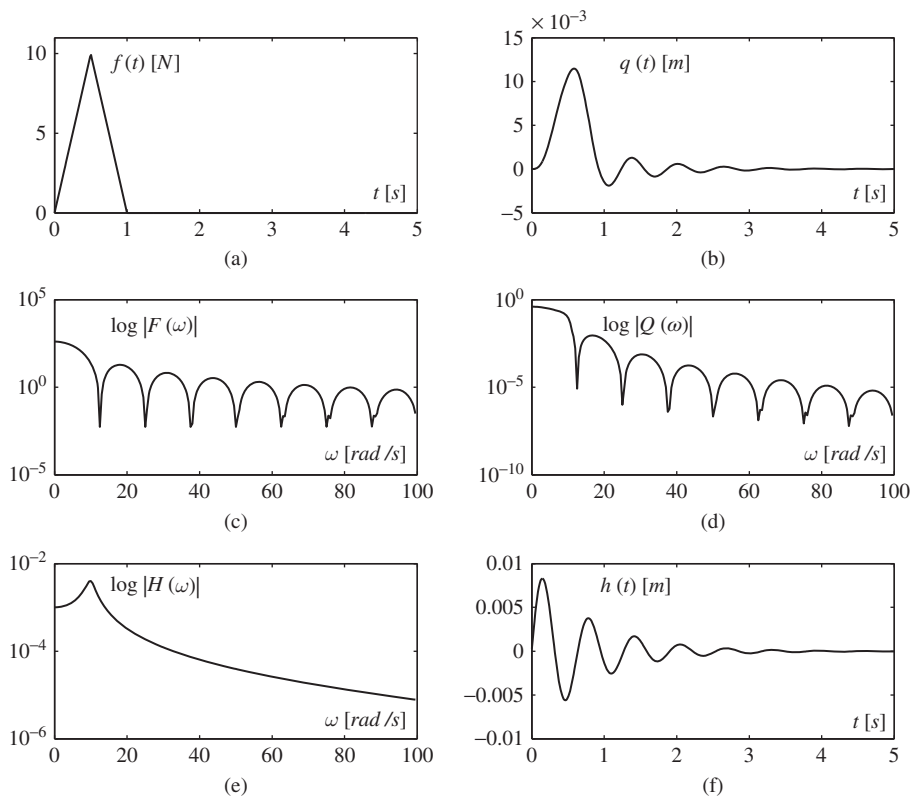 f (t) [N]
10
5
0
0 1 2 3 4 5
t [s]
(a)
× 10⁻³
15
10
5
0
−5
q (t) [m]
t [s]
0 1 2 3 4 5
(b)
10⁵
10⁰
10⁻⁵
log |F (ω)|
ω [rad /s]
0 20 40 60 80 100
(c)
10⁰
10⁻⁵
10⁻¹⁰
log |Q (ω)|
ω [rad /s]
0 20 40 60 80 100
(d)
10⁻²
10⁻⁴
10⁻⁶
log |H (ω)|
ω [rad /s]
0 20 40 60 80 100
(e)
0.01
0.005
0
−0.005
−0.01
h (t) [m]
t [s]
0 1 2 3 4 5
(f)